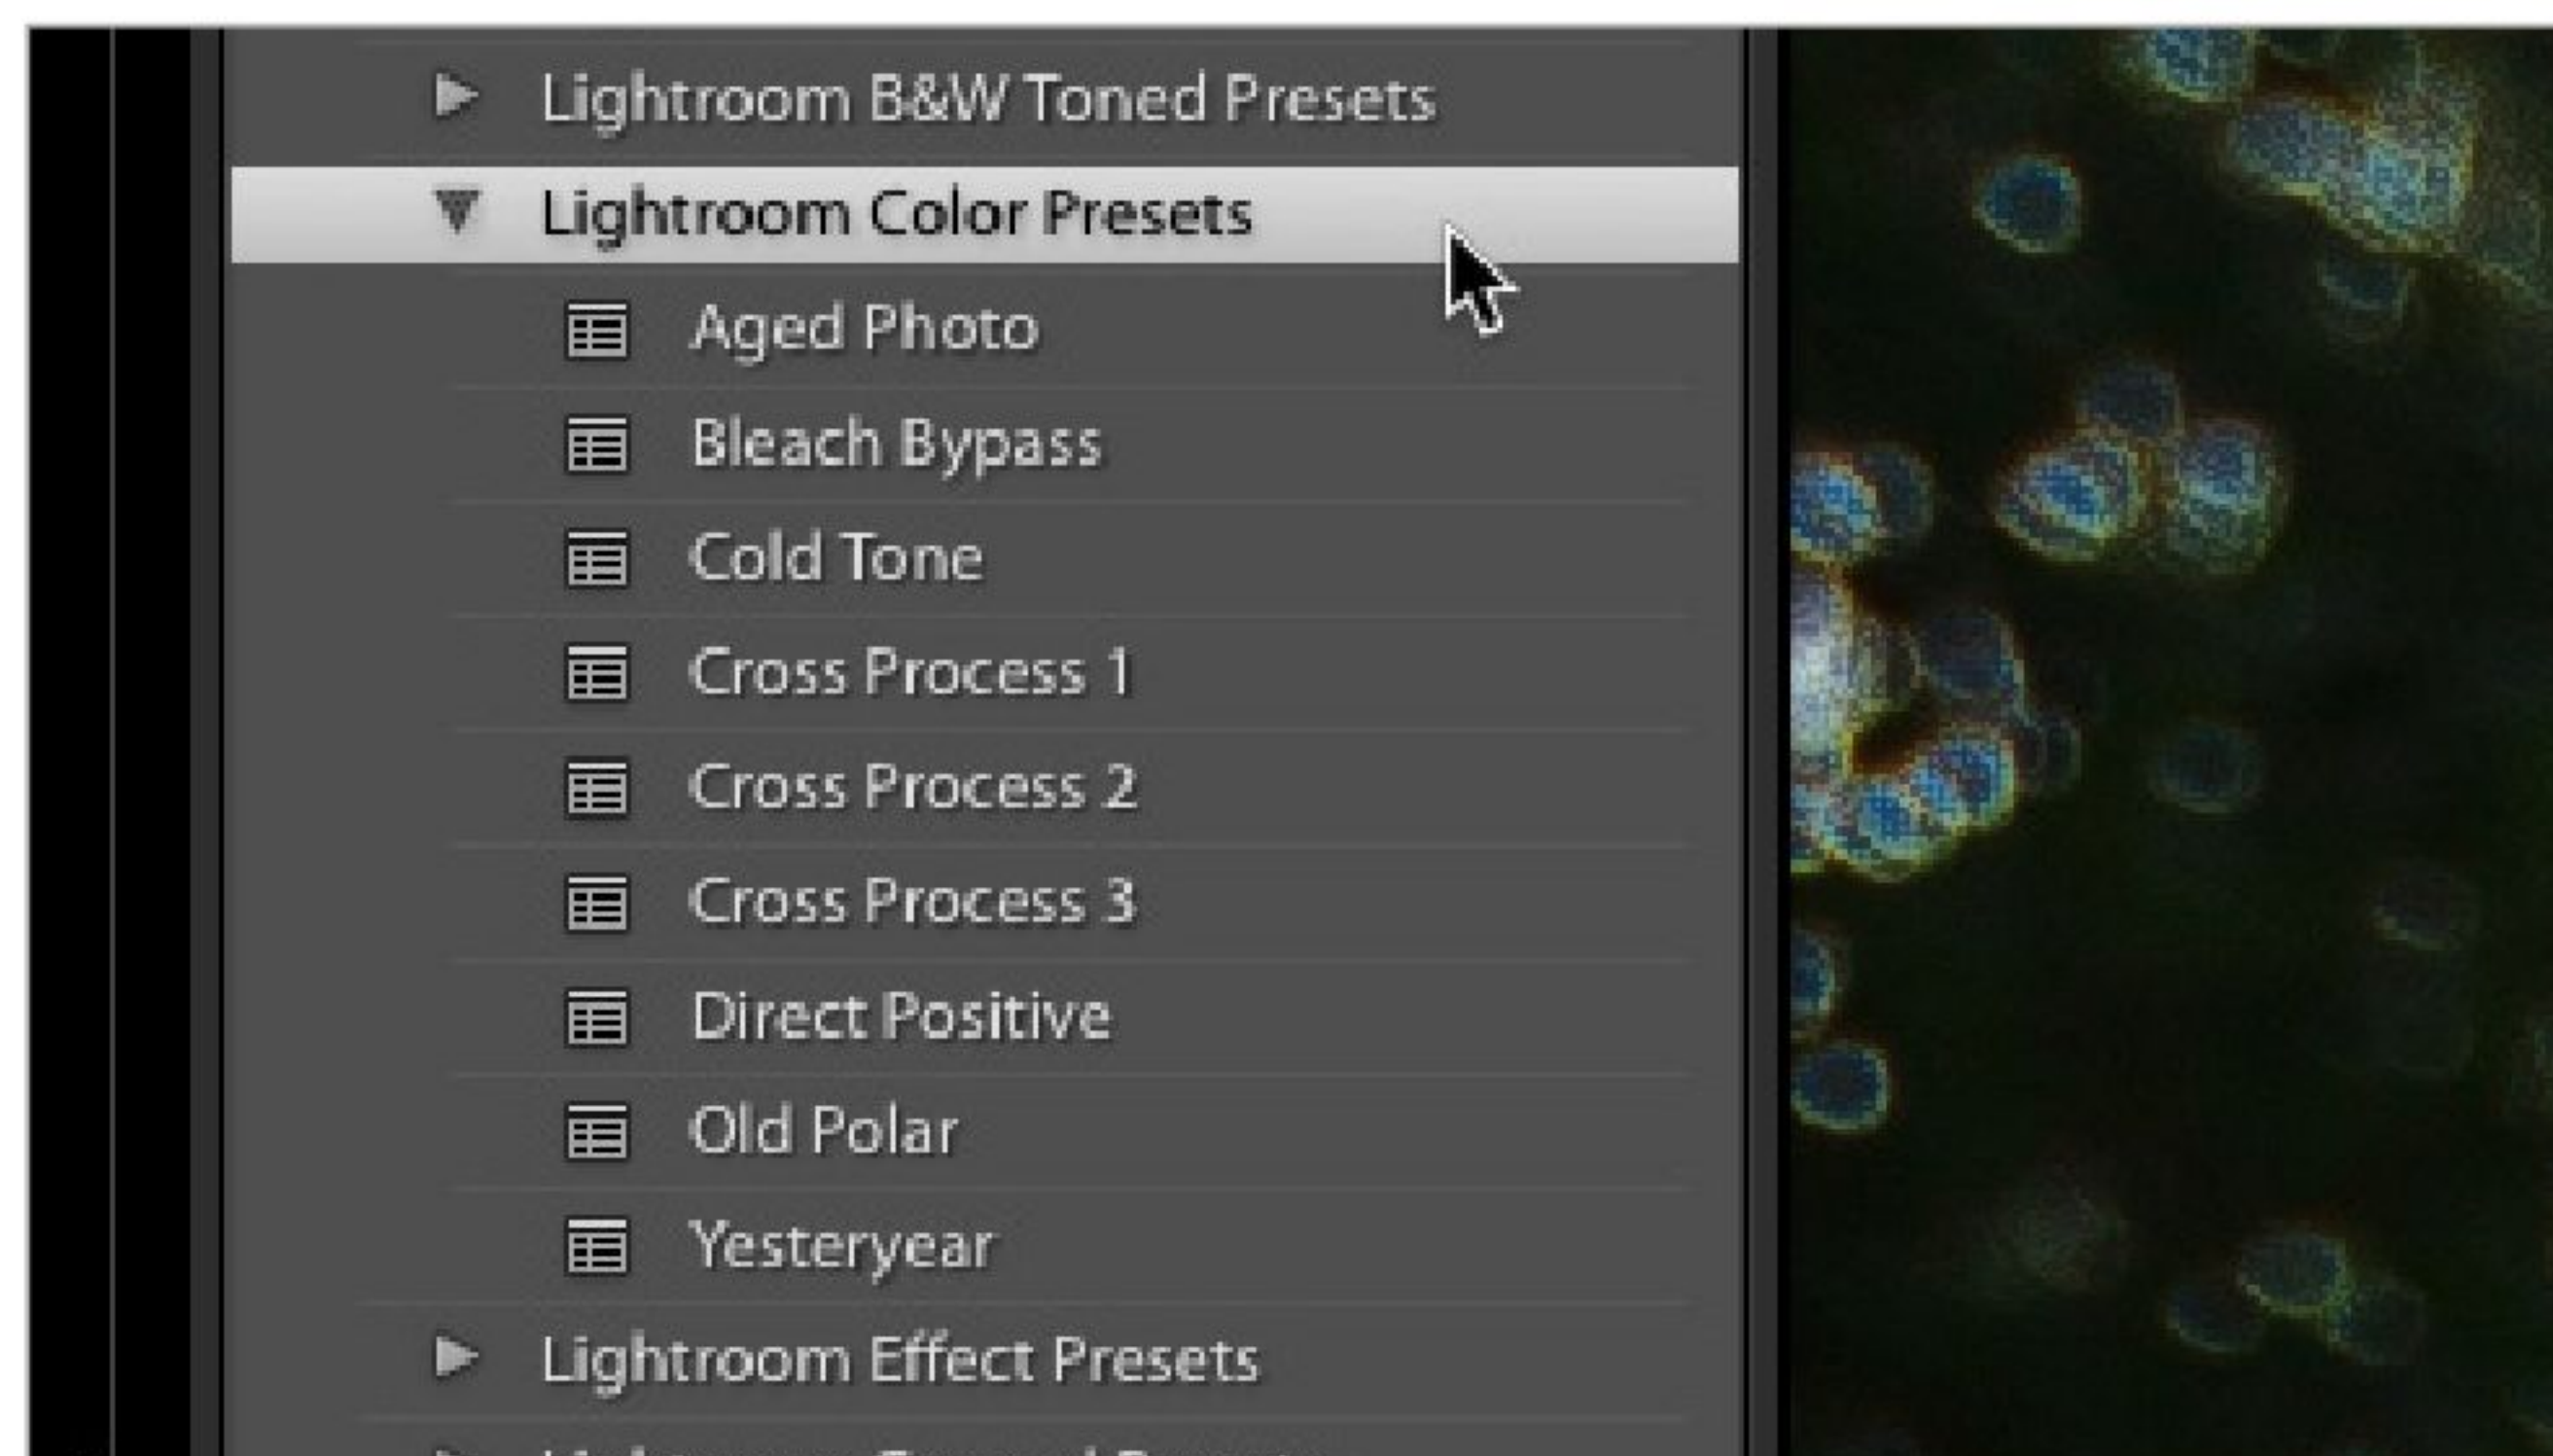 Lightroom B&W Toned Presets
Lightroom Color Presets
Aged Photo
Bleach Bypass
Cold Tone
Cross Process 1
Cross Process 2
Cross Process 3
Direct Positive
Old Polar
Yesteryear
Lightroom Effect Presets